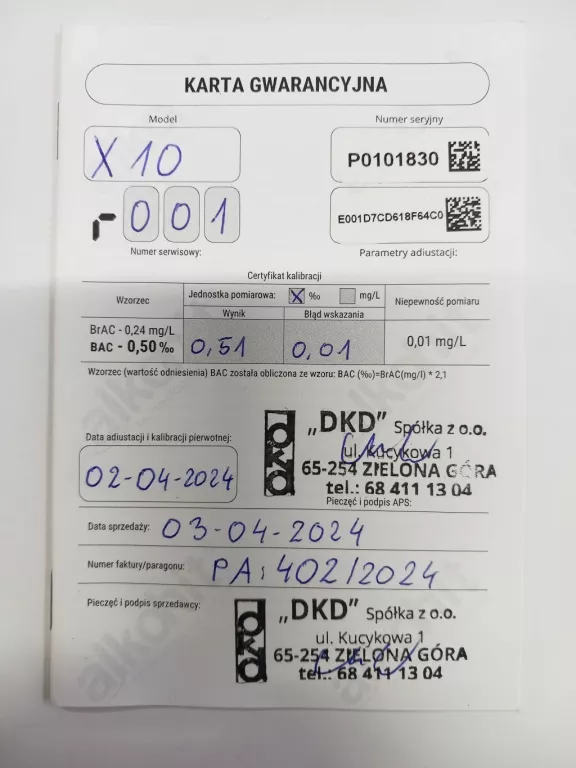 KARTA GWARANCYJNA
Model
Numer seryjny
X 10
P0101830
001
E001D7CD618F64C0
Numer serwisowy:
Parametry adiustacji:
Certyfikat kalibracji
Wzorzec
Jednostka pomiarowa: X ‰ mg/L
Niepewność pomiaru
Wynik
Błąd wskazania
BrAC - 0,24 mg/L
BAC - 0,50 ‰
0,51
0,01
0,01 mg/L
Wzorzec (wartość odniesienia) BAC została obliczona ze wzoru: BAC (‰)=BrAC(mg/l) * 2,1
DKD
„DKD” Spółka z o.o.
ul. Kucykowa 1
65-254 ZIELONA GÓRA
tel.: 68 411 13 04
Data adiustacji i kalibracji pierwotnej:
02-04-2024
Pieczęć i podpis APS:
Data sprzedaży: 03-04-2024
Numer faktury/paragonu: PA: 402/2024
Pieczęć i podpis sprzedawcy:
DKD
„DKD” Spółka z o.o.
ul. Kucykowa 1
65-254 ZIELONA GÓRA
tel.: 68 411 13 04